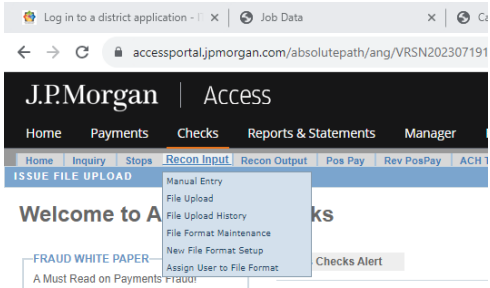 Log in to a district application - 
Job Data
accessportal.jpmorgan.com/absolutepath/ang/VRSN202307191
J.P.Morgan | Access
Home Payments Checks Reports & Statements Manager
Home | Inquiry | Stops | Recon Input | Recon Output | Pos Pay | Rev PosPay | ACH T
ISSUE FILE UPLOAD
Manual Entry
File Upload
File Upload History
File Format Maintenance
New File Format Setup
Assign User to File Format
Welcome to A ks
FRAUD WHITE PAPER
Checks Alert
A Must Read on Payments Fraud!